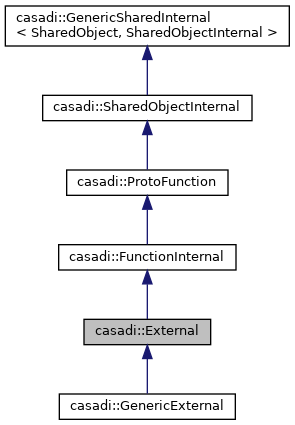 casadi::GenericSharedInternal
< SharedObject, SharedObjectInternal >
casadi::SharedObjectInternal
casadi::ProtoFunction
casadi::FunctionInternal
casadi::External
casadi::GenericExternal